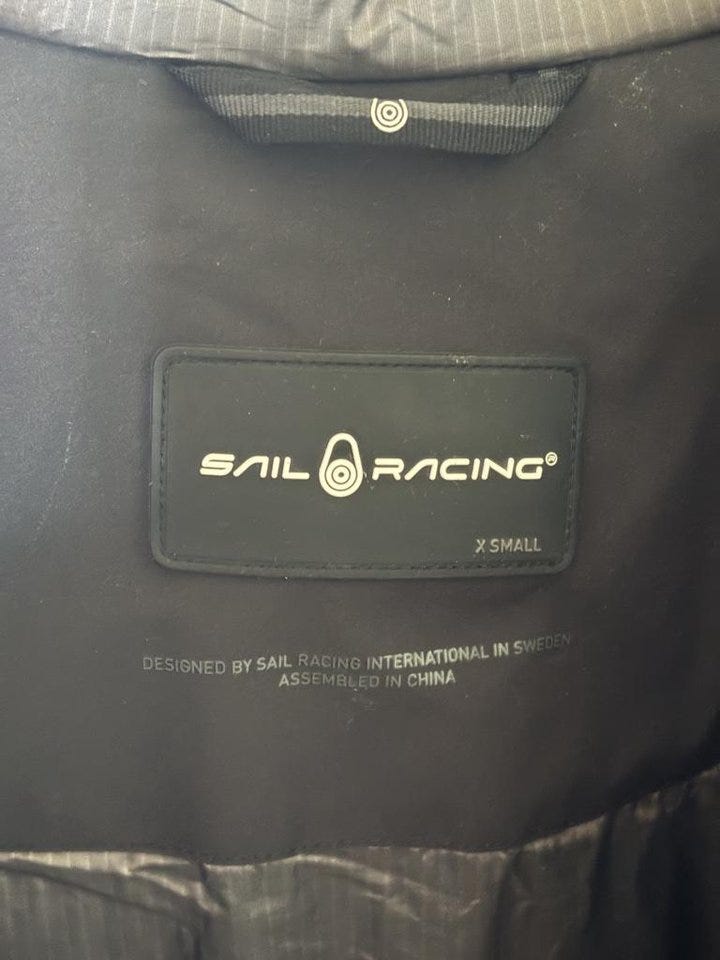 SAIL RACING®
X SMALL
DESIGNED BY SAIL RACING INTERNATIONAL IN SWEDEN
ASSEMBLED IN CHINA